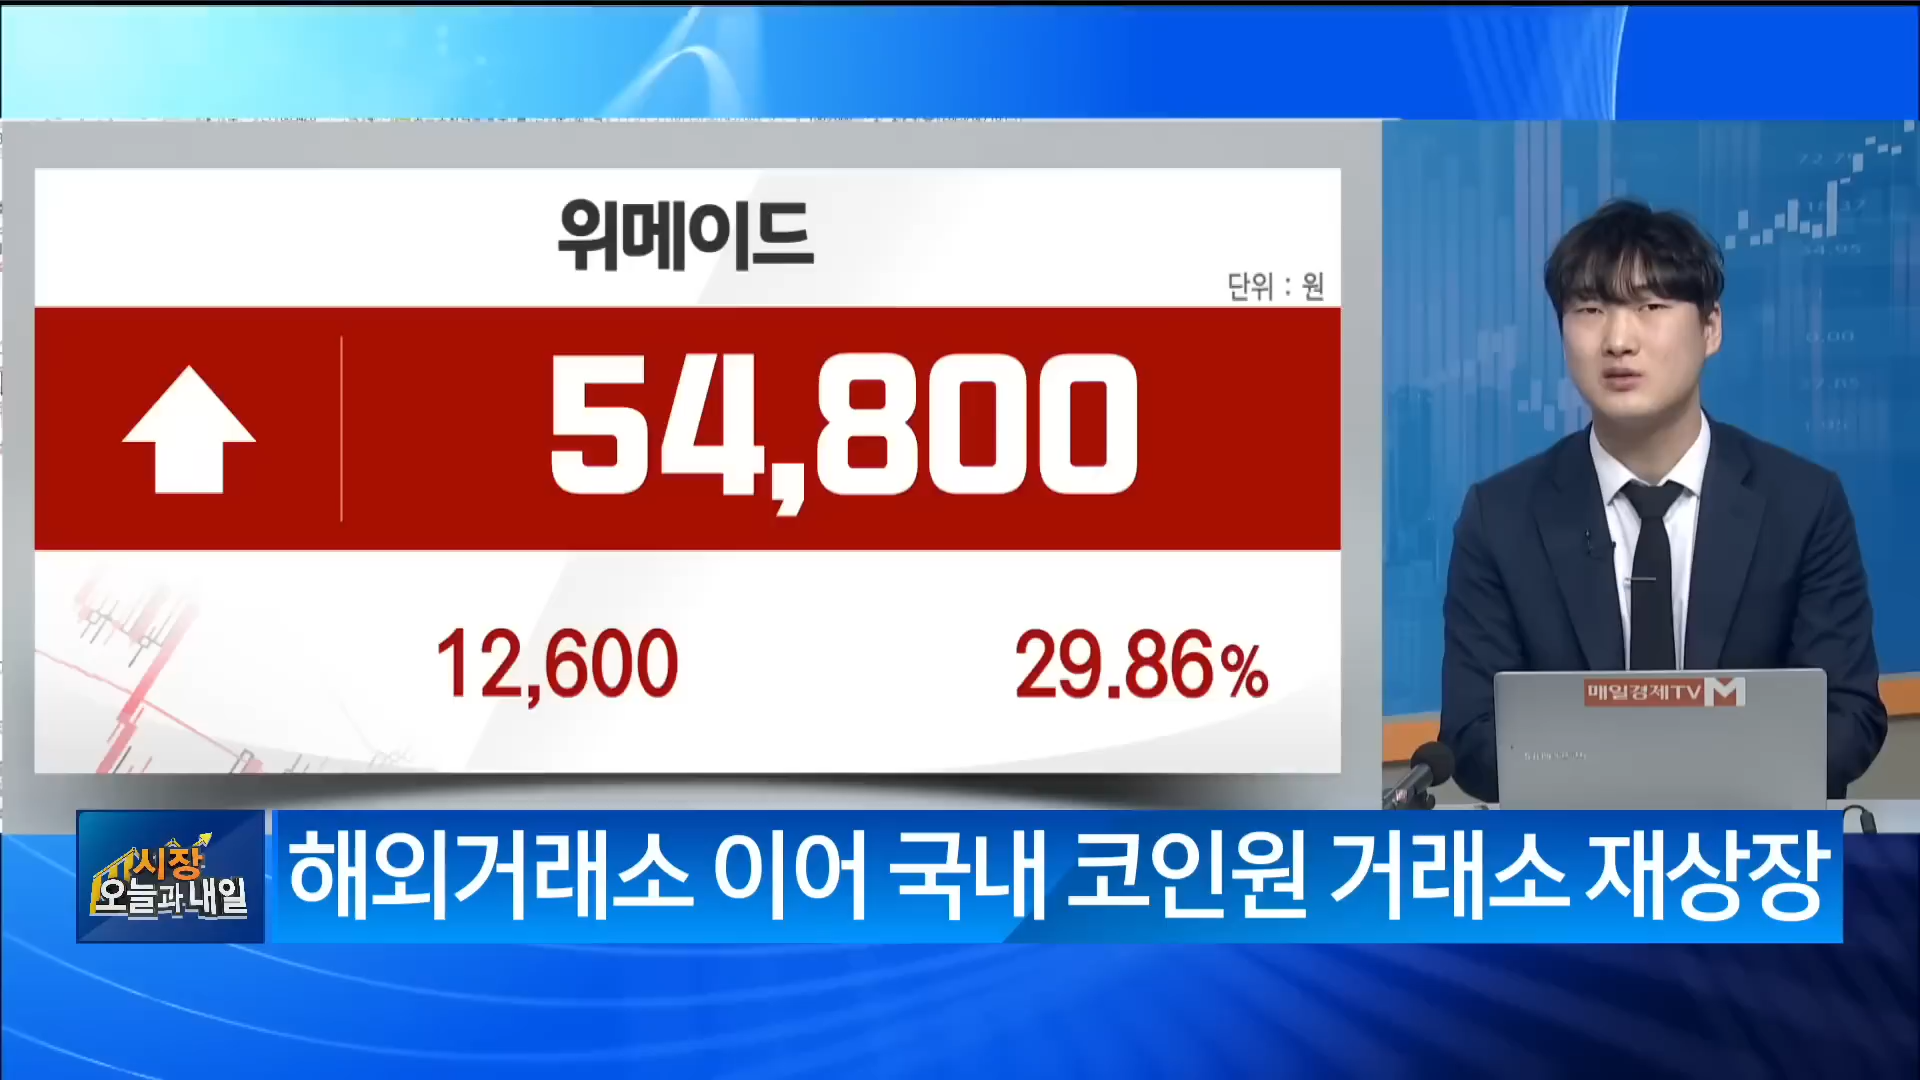 위메이드
단위 : 원
54,800
12,600
29.86%
매일경제TV M
시장
오늘과 내일
해외거래소 이어 국내 코인원 거래소 재상장